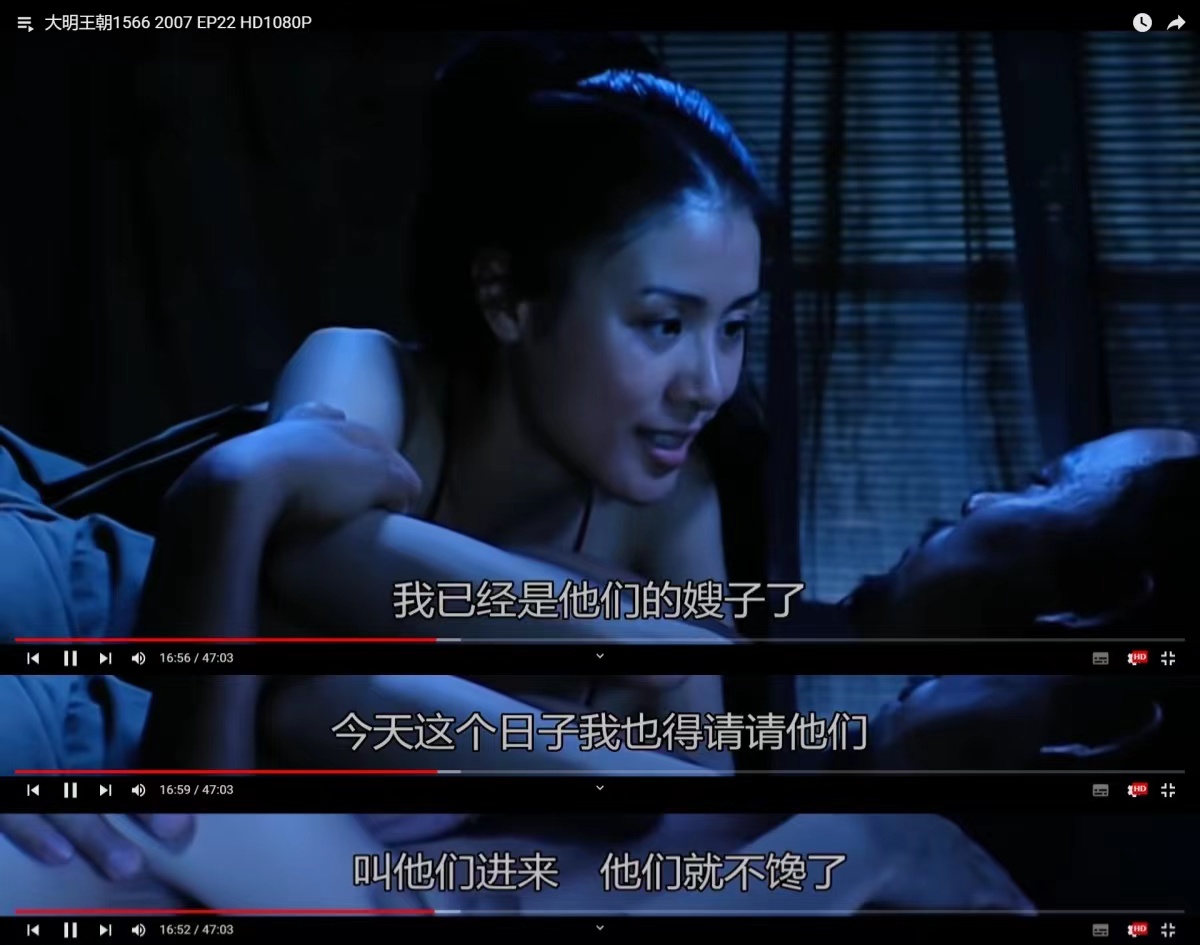 大明王朝1566 2007 EP22 HD1080P
我已经是他们的嫂子了
16:56 / 47:03
HD
今天这个日子我也得请请他们
16:59 / 47:03
HD
叫他们进来 他们就不馋了
16:52 / 47:03
HD